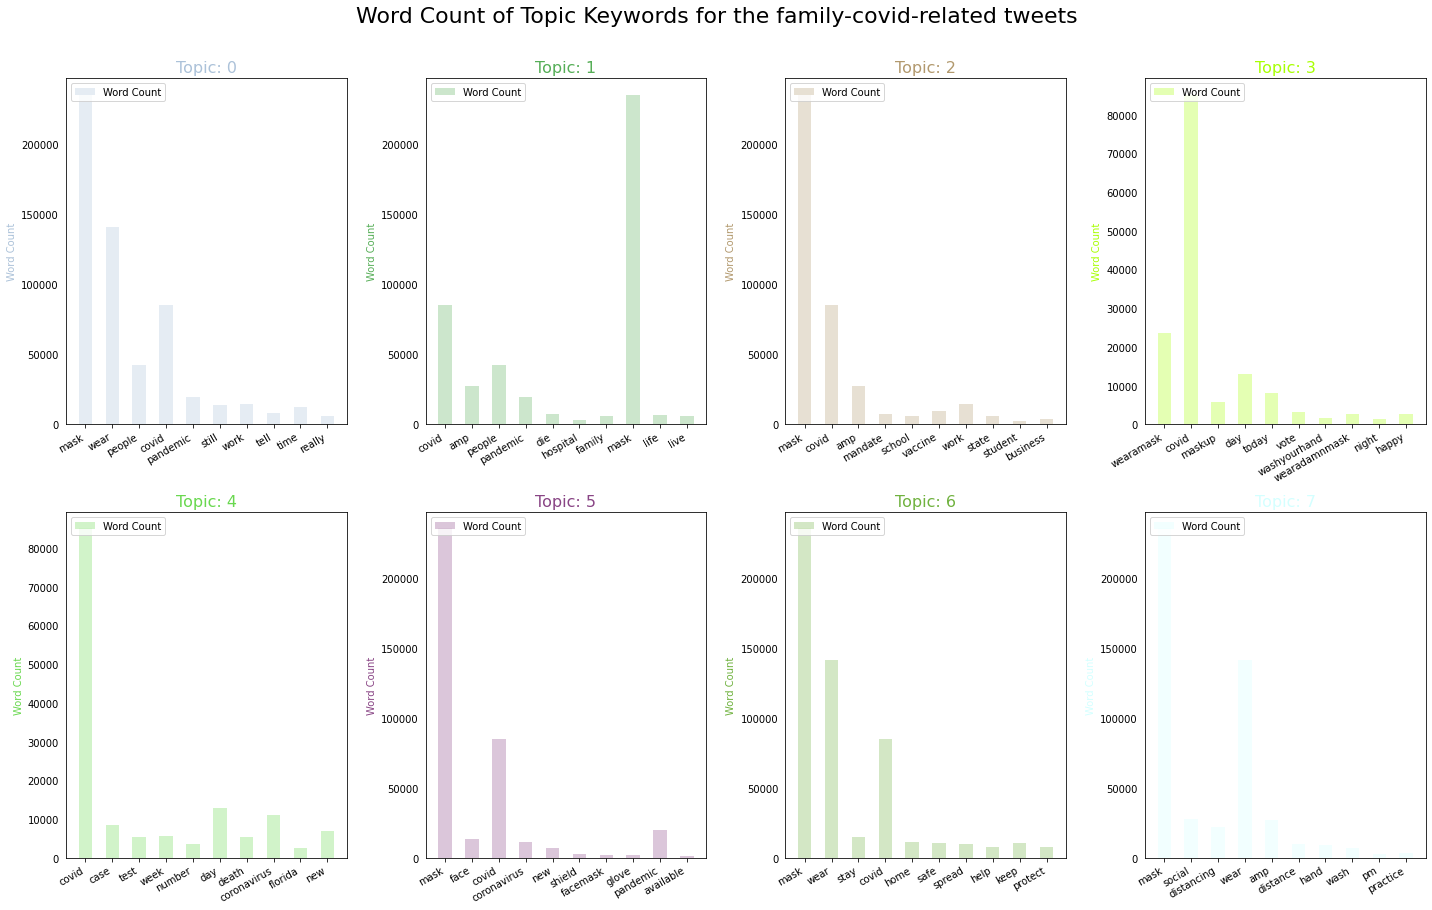 Word Count of Topic Keywords for the family-covid-related tweets
Topic: 0
Word Count
Word Count
200000
150000
100000
50000
0
mask wear people covid pandemic still work tell time really
Topic: 1
Word Count
Word Count
200000
150000
100000
50000
0
covid amp people pandemic die hospital family mask life live
Topic: 2
Word Count
Word Count
200000
150000
100000
50000
0
mask covid amp mandate school vaccine work state student business
Topic: 3
Word Count
Word Count
80000
70000
60000
50000
40000
30000
20000
10000
0
wearamask covid maskup day today vote washyourhand wearadamnmask night happy
Topic: 4
Word Count
Word Count
80000
70000
60000
50000
40000
30000
20000
10000
0
covid case test week number day death coronavirus florida new
Topic: 5
Word Count
Word Count
200000
150000
100000
50000
0
mask face covid coronavirus new shield facemask glove pandemic available
Topic: 6
Word Count
Word Count
200000
150000
100000
50000
0
mask wear stay covid home safe spread help keep protect
Topic: 7
Word Count
Word Count
200000
150000
100000
50000
0
mask social distancing wear amp distance hand wash pm practice